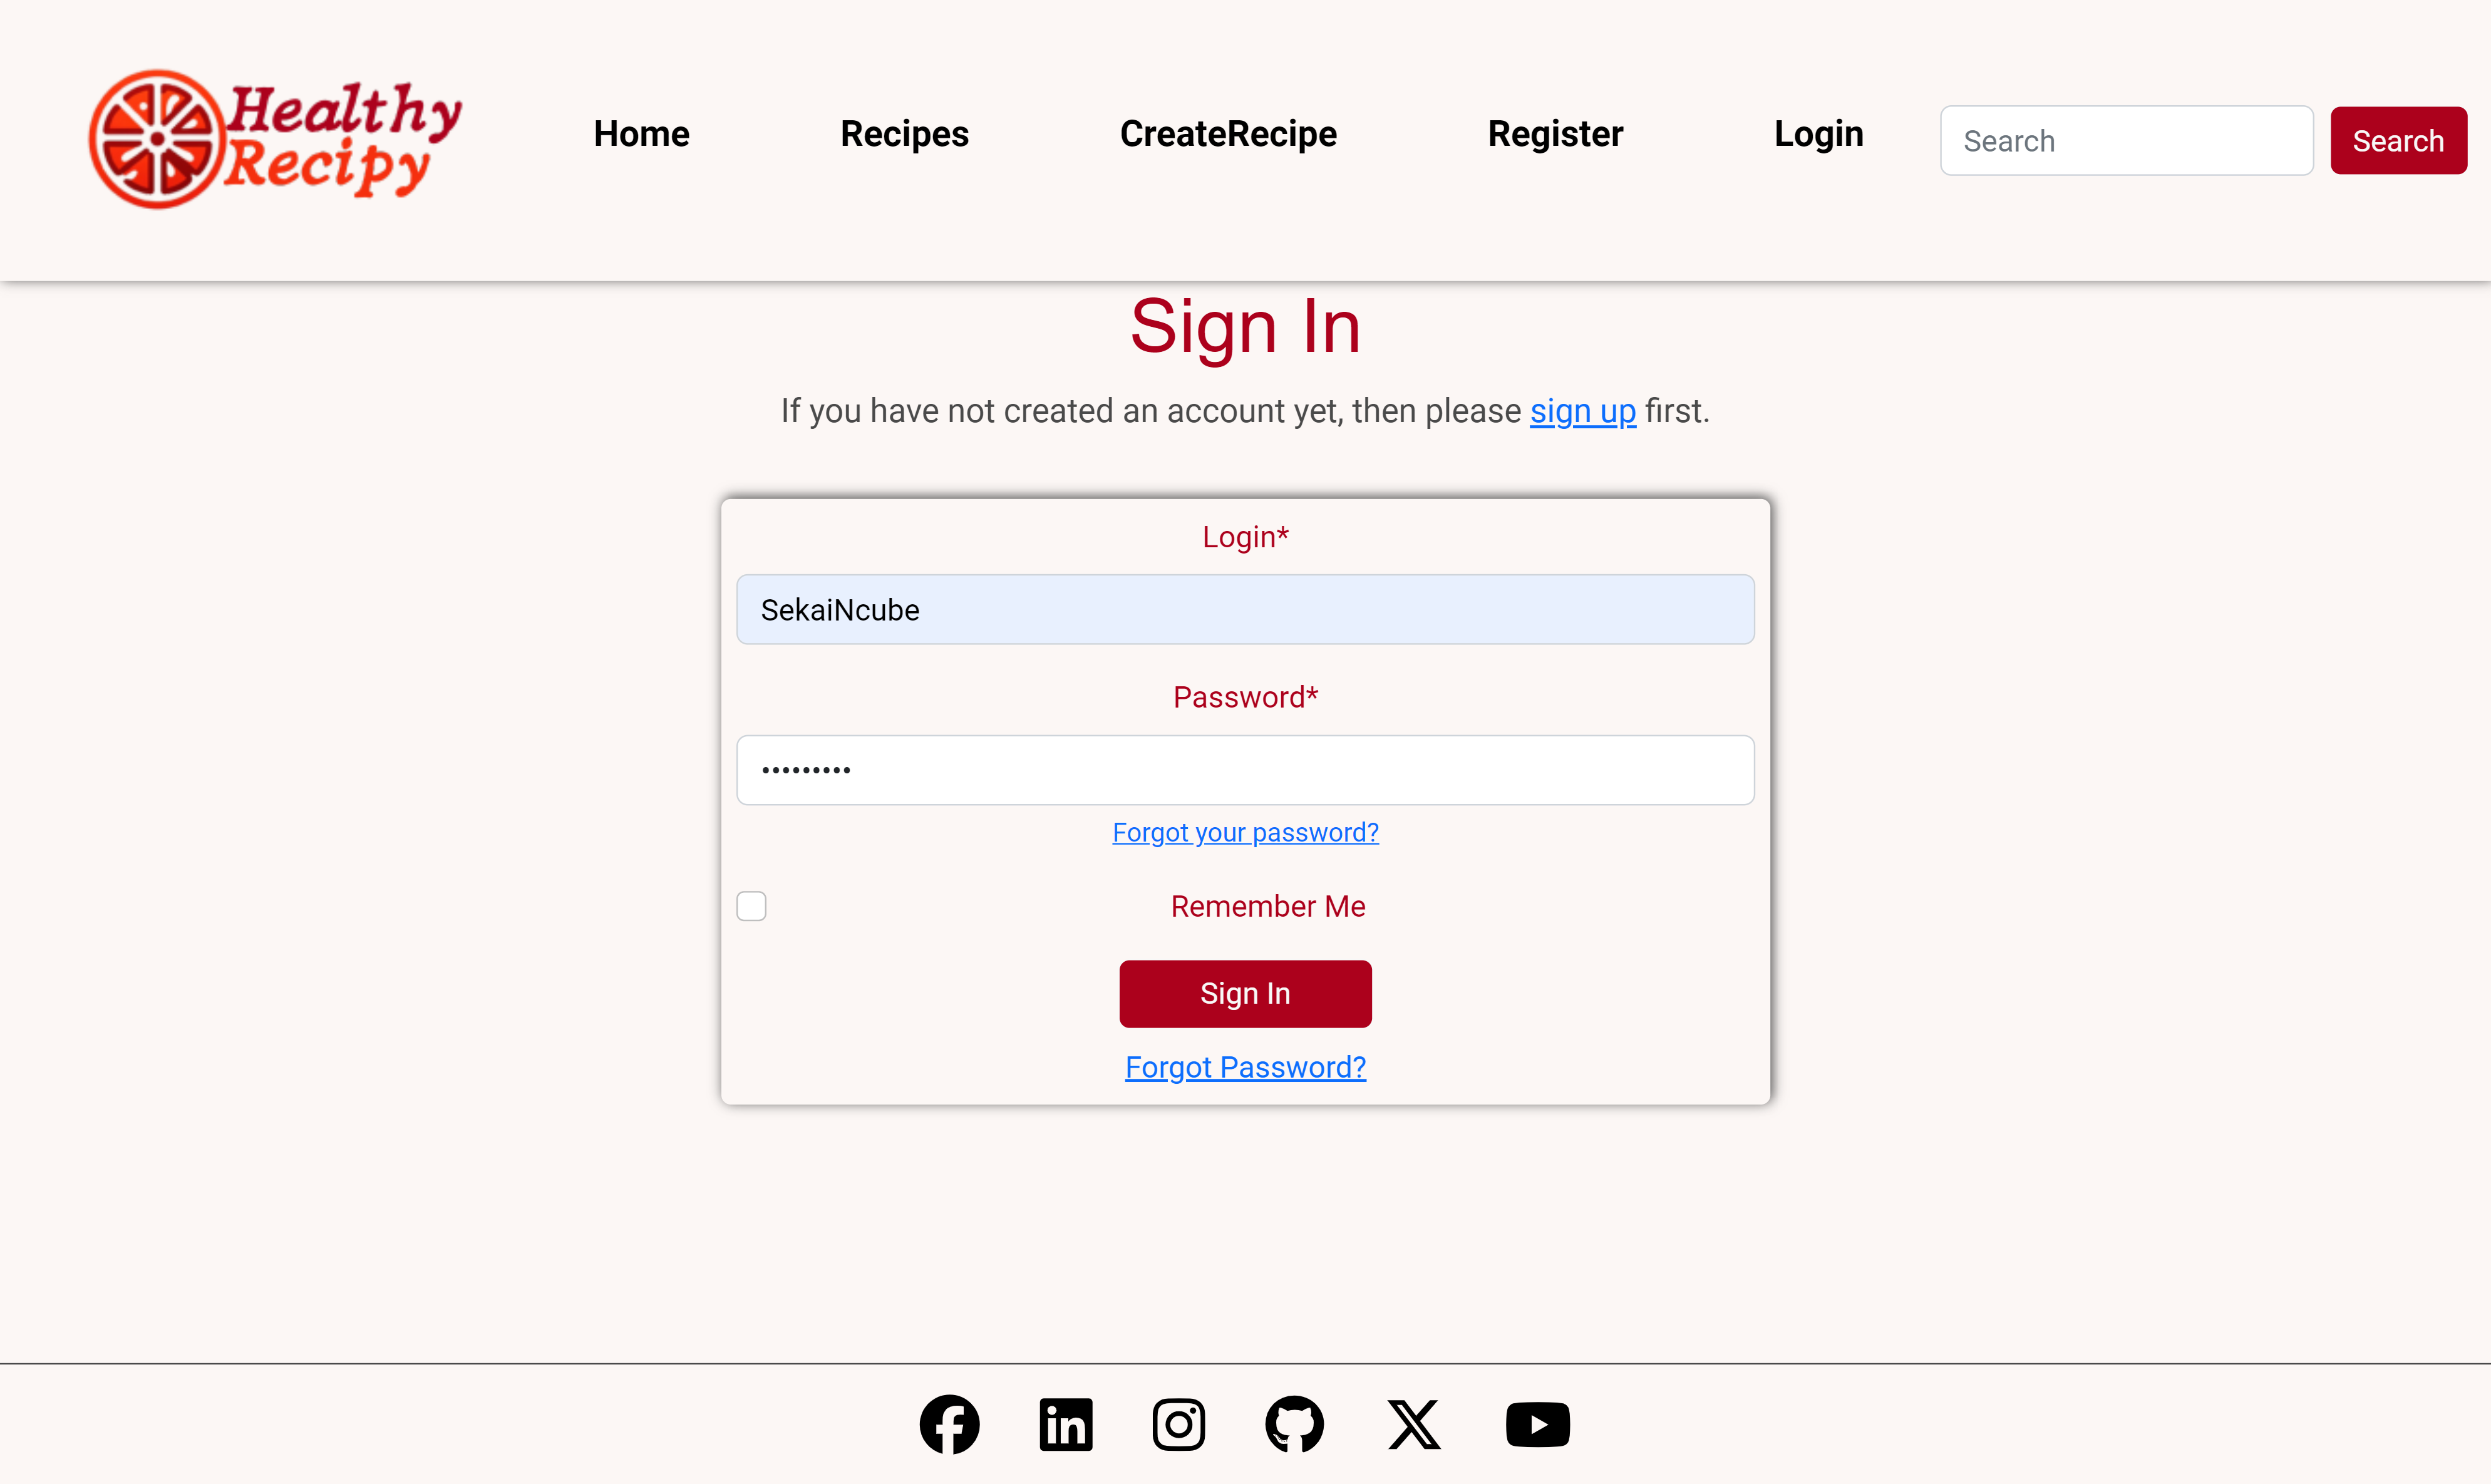 Healthy
Recipy
Home Recipes CreateRecipe Register Login Search Search
Sign In
If you have not created an account yet, then please sign up first.
Login*
SekaiNcube
Password*
•••••••••
Forgot your password?
Remember Me
Sign In
Forgot Password?